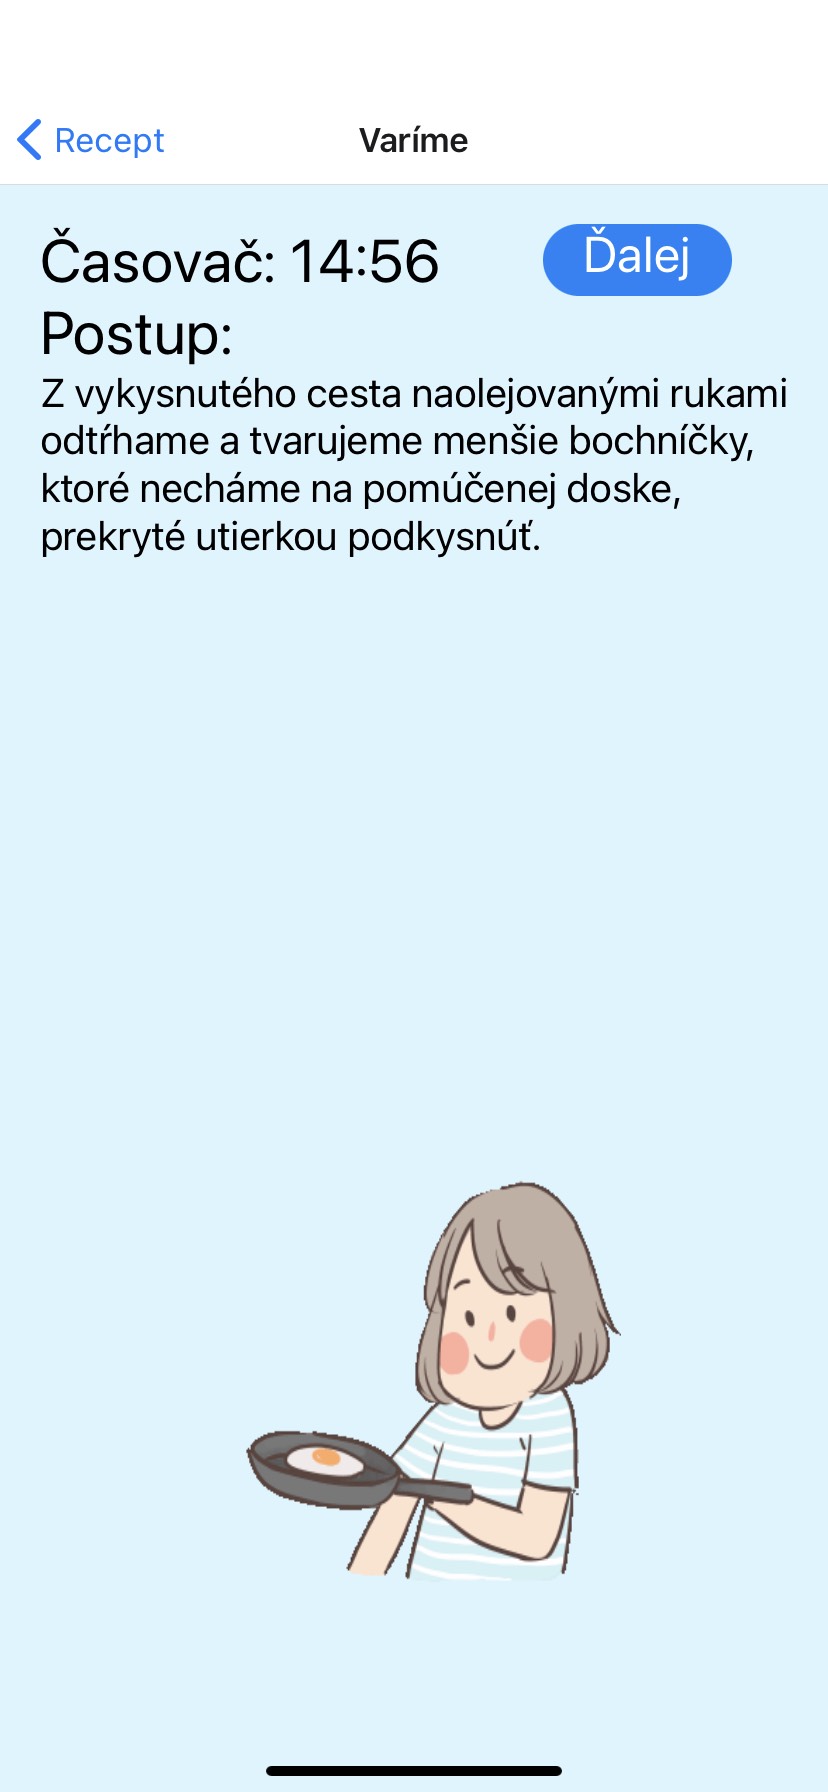 Recept
Varíme
Časovač: 14:56
Ďalej
Postup:
Z vykysnutého cesta naolejovanými rukami
odtŕhame a tvarujeme menšie bochníčky,
ktoré necháme na pomúčenej doske,
prekryté utierkou podkysnúť.